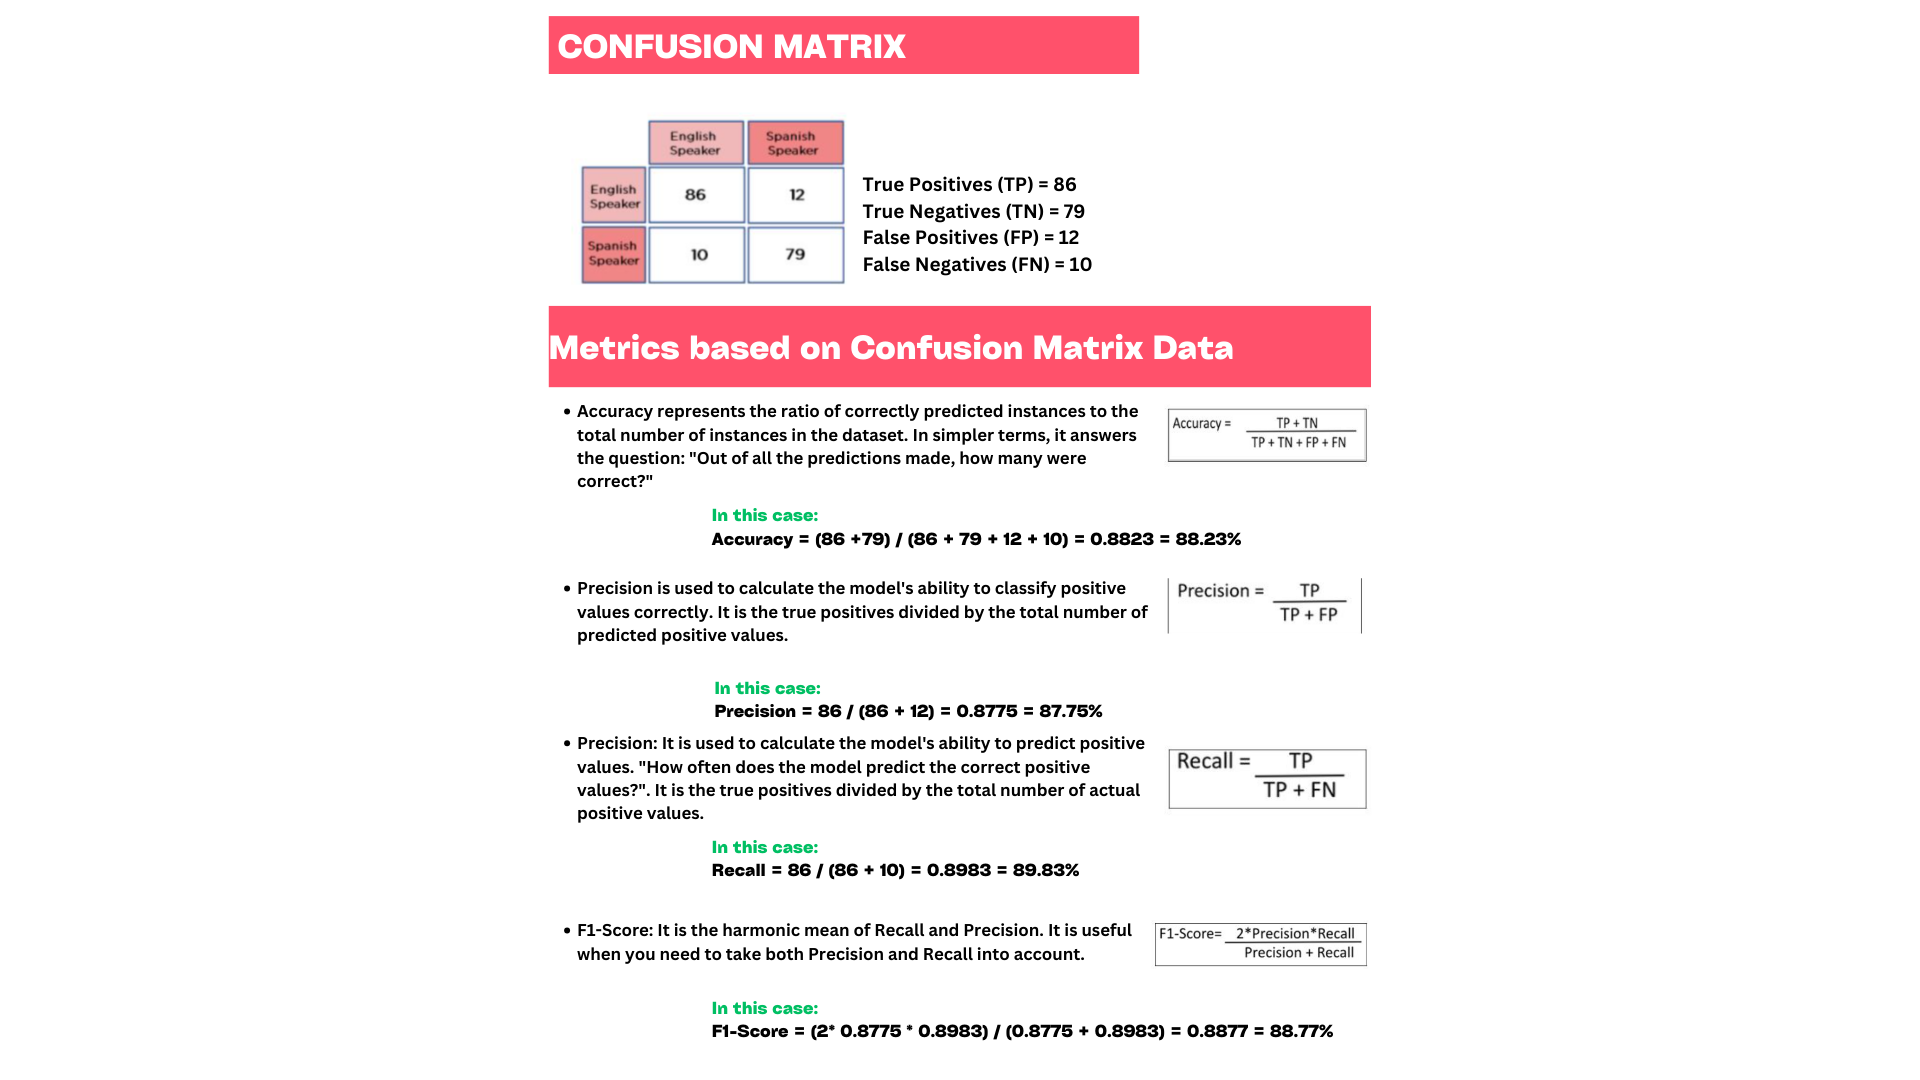 CONFUSION MATRIX
English Speaker
Spanish Speaker
English Speaker
86
12
Spanish Speaker
10
79
True Positives (TP) = 86
True Negatives (TN) = 79
False Positives (FP) = 12
False Negatives (FN) = 10
Metrics based on Confusion Matrix Data
• Accuracy represents the ratio of correctly predicted instances to the
total number of instances in the dataset. In simpler terms, it answers
the question: "Out of all the predictions made, how many were
correct?"
Accuracy =
TP + TN
TP + TN + FP + FN
In this case:
Accuracy = (86 +79) / (86 + 79 + 12 + 10) = 0.8823 = 88.23%
• Precision is used to calculate the model's ability to classify positive
values correctly. It is the true positives divided by the total number of
predicted positive values.
Precision =
TP
TP + FP
In this case:
Precision = 86 / (86 + 12) = 0.8775 = 87.75%
• Precision: It is used to calculate the model's ability to predict positive
values. "How often does the model predict the correct positive
values?". It is the true positives divided by the total number of actual
positive values.
Recall =
TP
TP + FN
In this case:
Recall = 86 / (86 + 10) = 0.8983 = 89.83%
• F1-Score: It is the harmonic mean of Recall and Precision. It is useful
when you need to take both Precision and Recall into account.
F1-Score=
2*Precision*Recall
Precision + Recall
In this case:
F1-Score = (2* 0.8775 * 0.8983) / (0.8775 + 0.8983) = 0.8877 = 88.77%